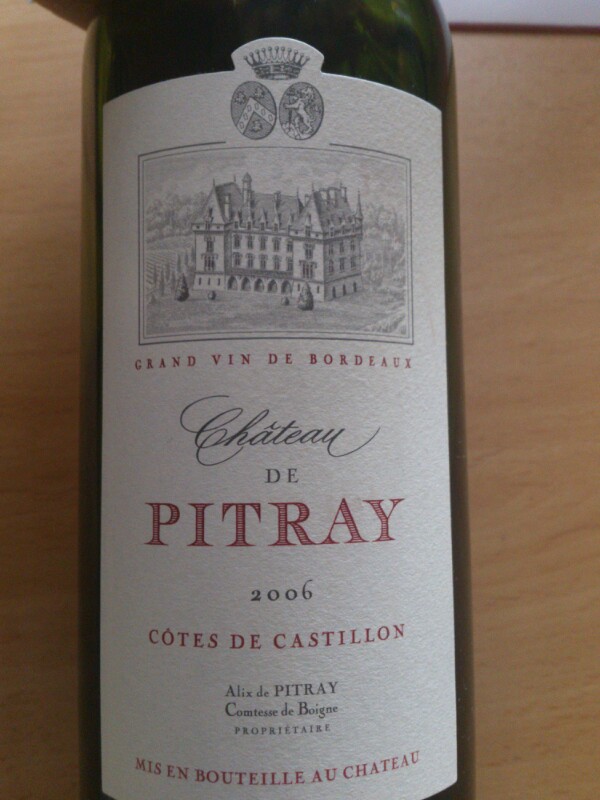 GRAND VIN DE BORDEAUX
Château
DE
PITRAY
2006
CÔTES DE CASTILLON
Alix de PITRAY
Comtesse de Boigne
PROPRIÉTAIRE
MIS EN BOUTEILLE AU CHATEAU